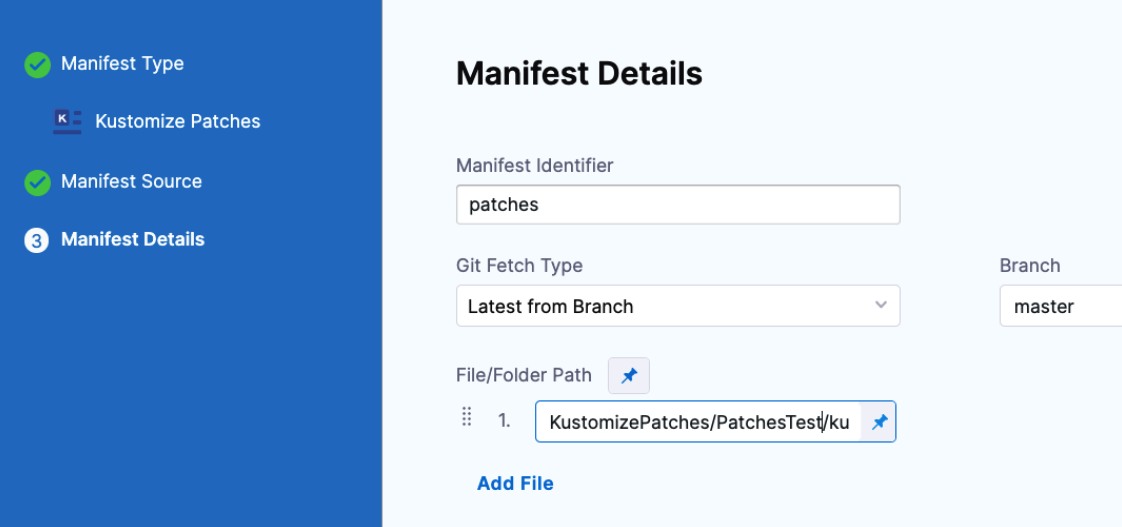 Manifest Type
K Kustomize Patches
Manifest Source
3 Manifest Details
Manifest Details
Manifest Identifier
patches
Git Fetch Type
Branch
Latest from Branch
master
File/Folder Path
1. KustomizePatches/PatchesTest/ku
Add File